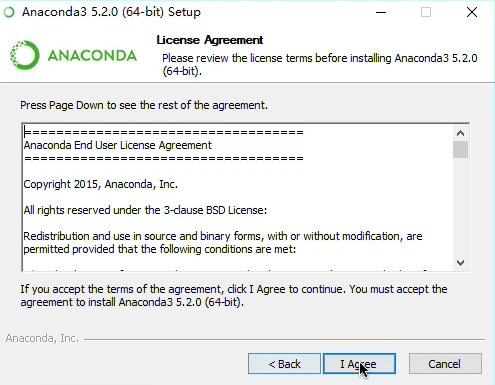 Anaconda3 5.2.0 (64-bit) Setup
ANACONDA
License Agreement
Please review the license terms before installing Anaconda3 5.2.0
(64-bit).
Press Page Down to see the rest of the agreement.
===================================
Anaconda End User License Agreement
===================================
Copyright 2015, Anaconda, Inc.
All rights reserved under the 3-clause BSD License:
Redistribution and use in source and binary forms, with or without modification, are
permitted provided that the following conditions are met:
If you accept the terms of the agreement, click I Agree to continue. You must accept the
agreement to install Anaconda3 5.2.0 (64-bit).
Anaconda, Inc.
< Back
I Agree
Cancel